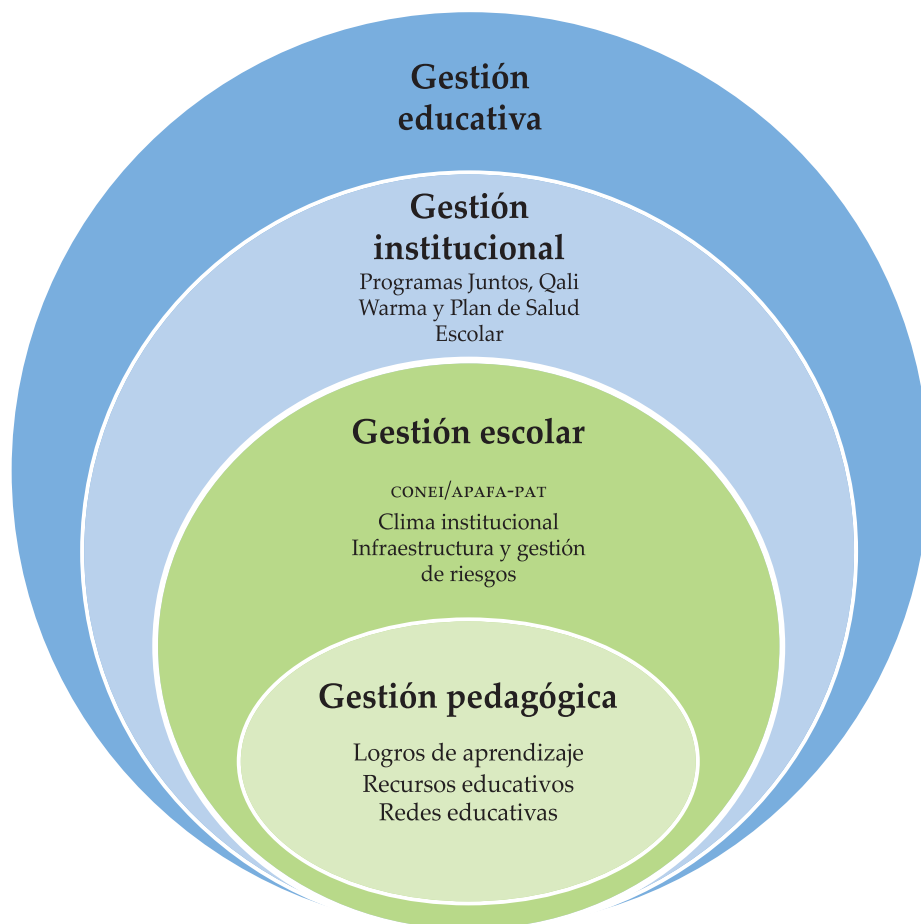 Gestión
educativa
Gestión
institucional
Programas Juntos, Qali
Warma y Plan de Salud
Escolar
Gestión escolar
CONEI/APAFA-PAT
Clima institucional
Infraestructura y gestión
de riesgos
Gestión pedagógica
Logros de aprendizaje
Recursos educativos
Redes educativas